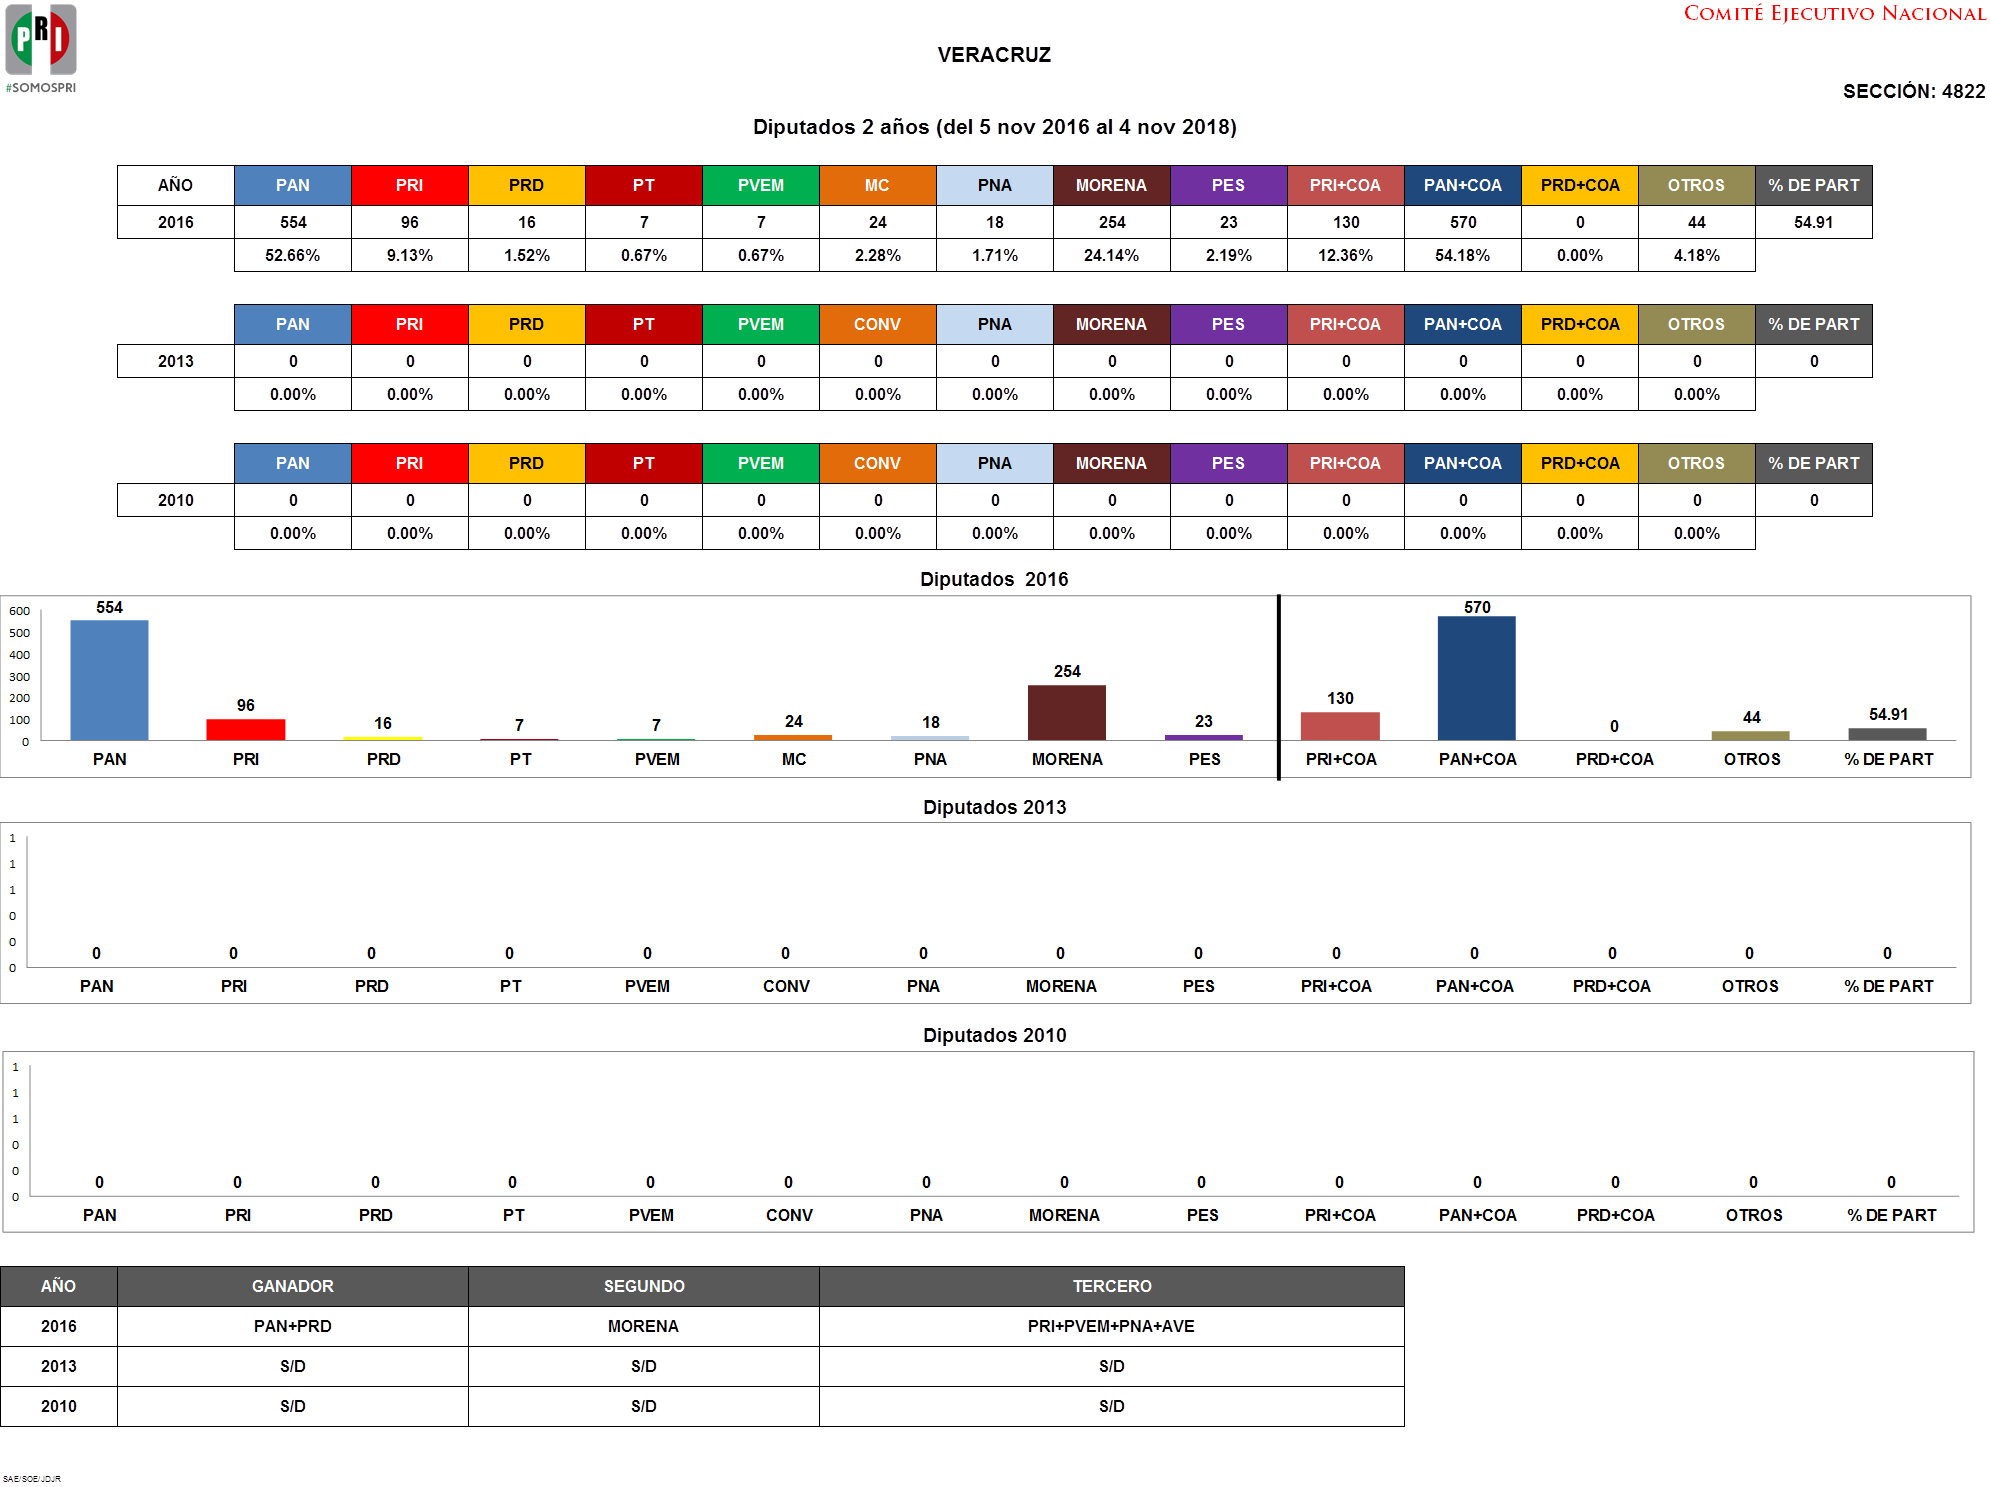 PRI
#SOMOSPRI
COMITÉ EJECUTIVO NACIONAL
VERACRUZ
SECCIÓN: 4822
Diputados 2 años (del 5 nov 2016 al 4 nov 2018)
AÑO PAN PRI PRD PT PVEM MC PNA MORENA PES PRI+COA PAN+COA PRD+COA OTROS % DE PART
2016 554 96 16 7 7 24 18 254 23 130 570 0 44 54.91
52.66% 9.13% 1.52% 0.67% 0.67% 2.28% 1.71% 24.14% 2.19% 12.36% 54.18% 0.00% 4.18%
PAN PRI PRD PT PVEM CONV PNA MORENA PES PRI+COA PAN+COA PRD+COA OTROS % DE PART
2013 0 0 0 0 0 0 0 0 0 0 0 0 0 0
0.00% 0.00% 0.00% 0.00% 0.00% 0.00% 0.00% 0.00% 0.00% 0.00% 0.00% 0.00% 0.00%
PAN PRI PRD PT PVEM CONV PNA MORENA PES PRI+COA PAN+COA PRD+COA OTROS % DE PART
2010 0 0 0 0 0 0 0 0 0 0 0 0 0 0
0.00% 0.00% 0.00% 0.00% 0.00% 0.00% 0.00% 0.00% 0.00% 0.00% 0.00% 0.00% 0.00%
Diputados 2016
600
500
400
300
200
100
0
554 96 16 7 7 24 18 254 23 130 570 0 44 54.91
PAN PRI PRD PT PVEM MC PNA MORENA PES PRI+COA PAN+COA PRD+COA OTROS % DE PART
Diputados 2013
1
1
1
0
0
0
0 0 0 0 0 0 0 0 0 0 0 0 0 0
PAN PRI PRD PT PVEM CONV PNA MORENA PES PRI+COA PAN+COA PRD+COA OTROS % DE PART
Diputados 2010
1
1
1
0
0
0
0 0 0 0 0 0 0 0 0 0 0 0 0 0
PAN PRI PRD PT PVEM CONV PNA MORENA PES PRI+COA PAN+COA PRD+COA OTROS % DE PART
AÑO GANADOR SEGUNDO TERCERO
2016 PAN+PRD MORENA PRI+PVEM+PNA+AVE
2013 S/D S/D S/D
2010 S/D S/D S/D
SAE/SOE/JDJR